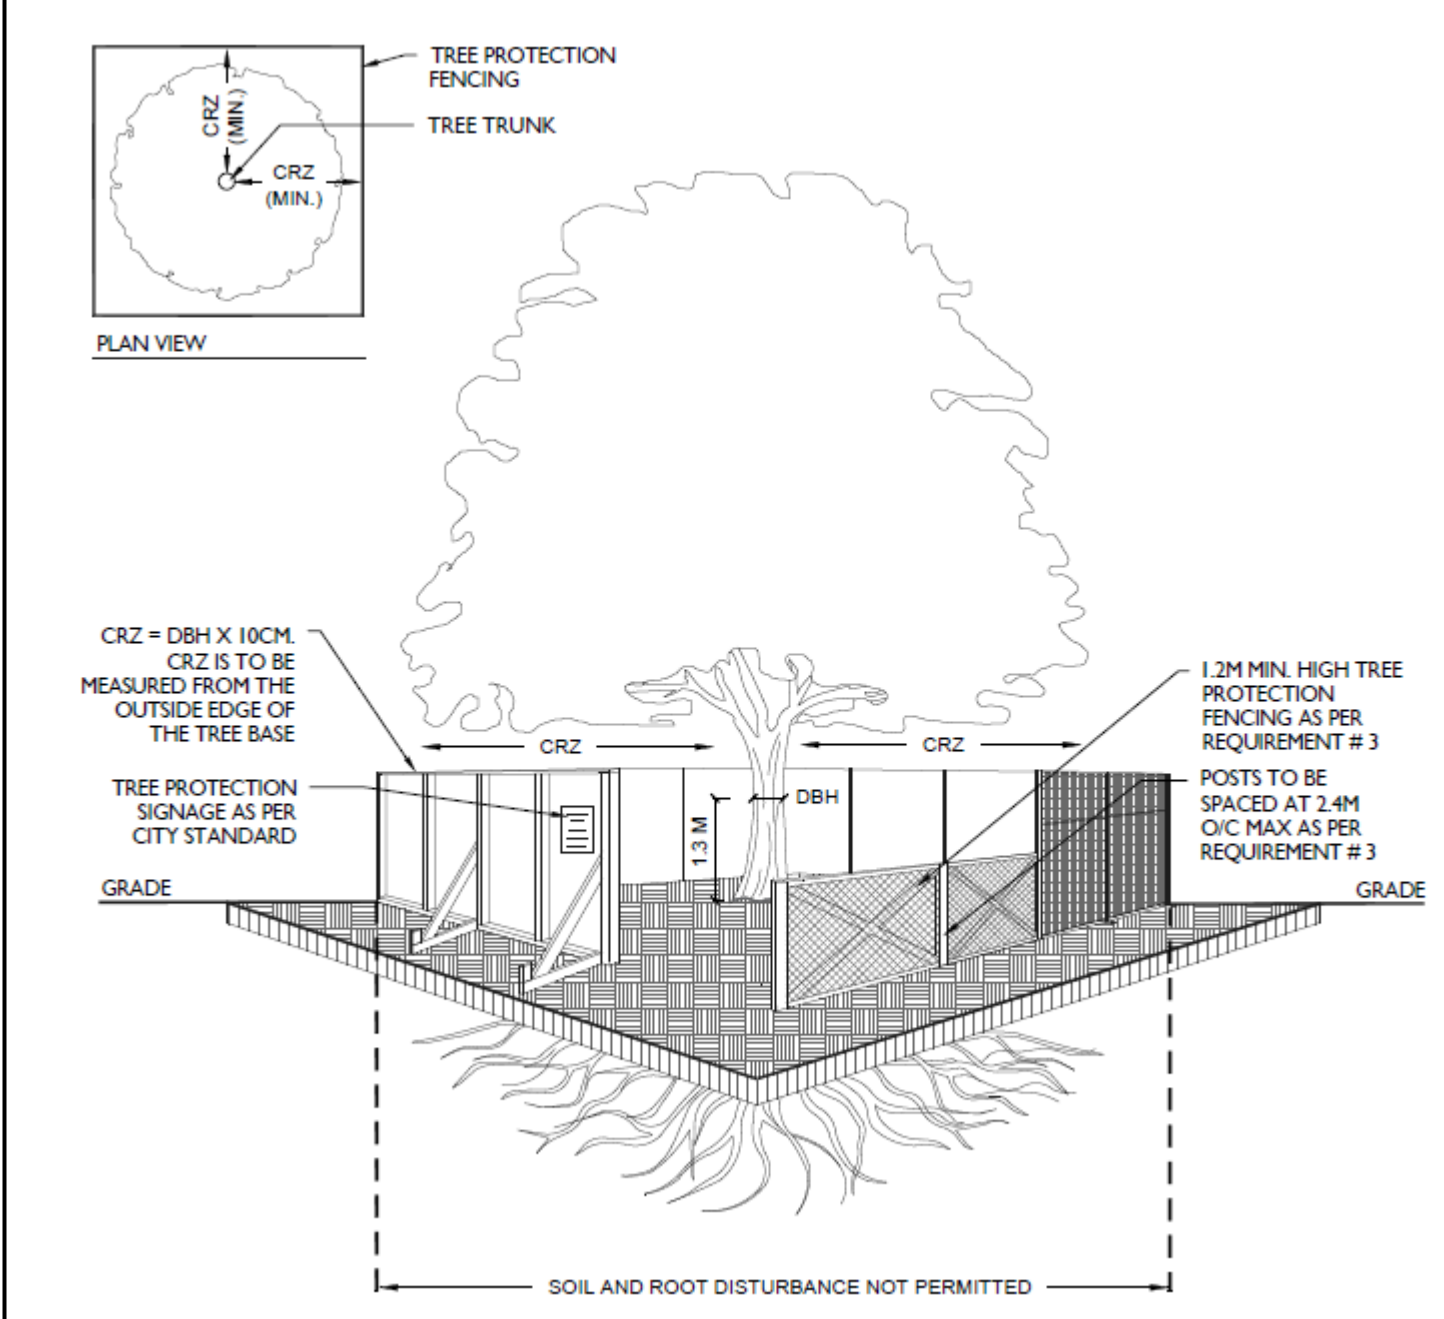 TREE PROTECTION
FENCING
TREE TRUNK
CRZ
(MIN.)
CRZ
(MIN.)
PLAN VIEW
CRZ = DBH X 10CM.
CRZ IS TO BE
MEASURED FROM THE
OUTSIDE EDGE OF
THE TREE BASE
TREE PROTECTION
SIGNAGE AS PER
CITY STANDARD
GRADE
CRZ
CRZ
DBH
1.3 M
1.2M MIN. HIGH TREE
PROTECTION
FENCING AS PER
REQUIREMENT # 3
POSTS TO BE
SPACED AT 2.4M
O/C MAX AS PER
REQUIREMENT # 3
GRADE
SOIL AND ROOT DISTURBANCE NOT PERMITTED